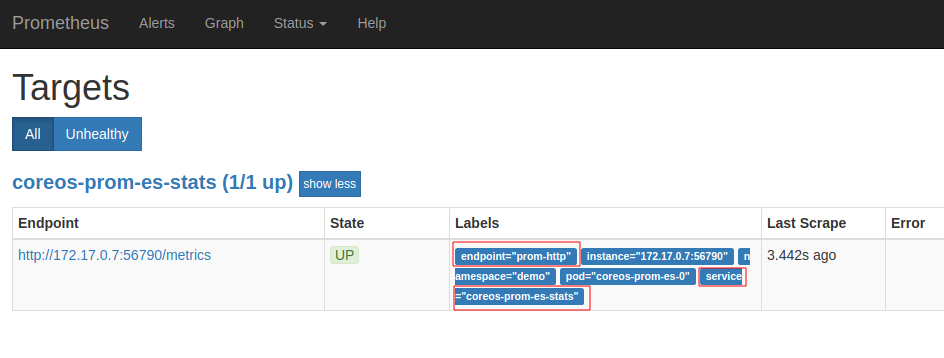 Prometheus Alerts Graph Status Help
Targets
All Unhealthy
coreos-prom-es-stats (1/1 up) show less
Endpoint State Labels Last Scrape Error
http://172.17.0.7:56790/metrics UP endpoint="prom-http" instance="172.17.0.7:56790" n 3.442s ago
amespace="demo" pod="coreos-prom-es-0" service
="coreos-prom-es-stats"